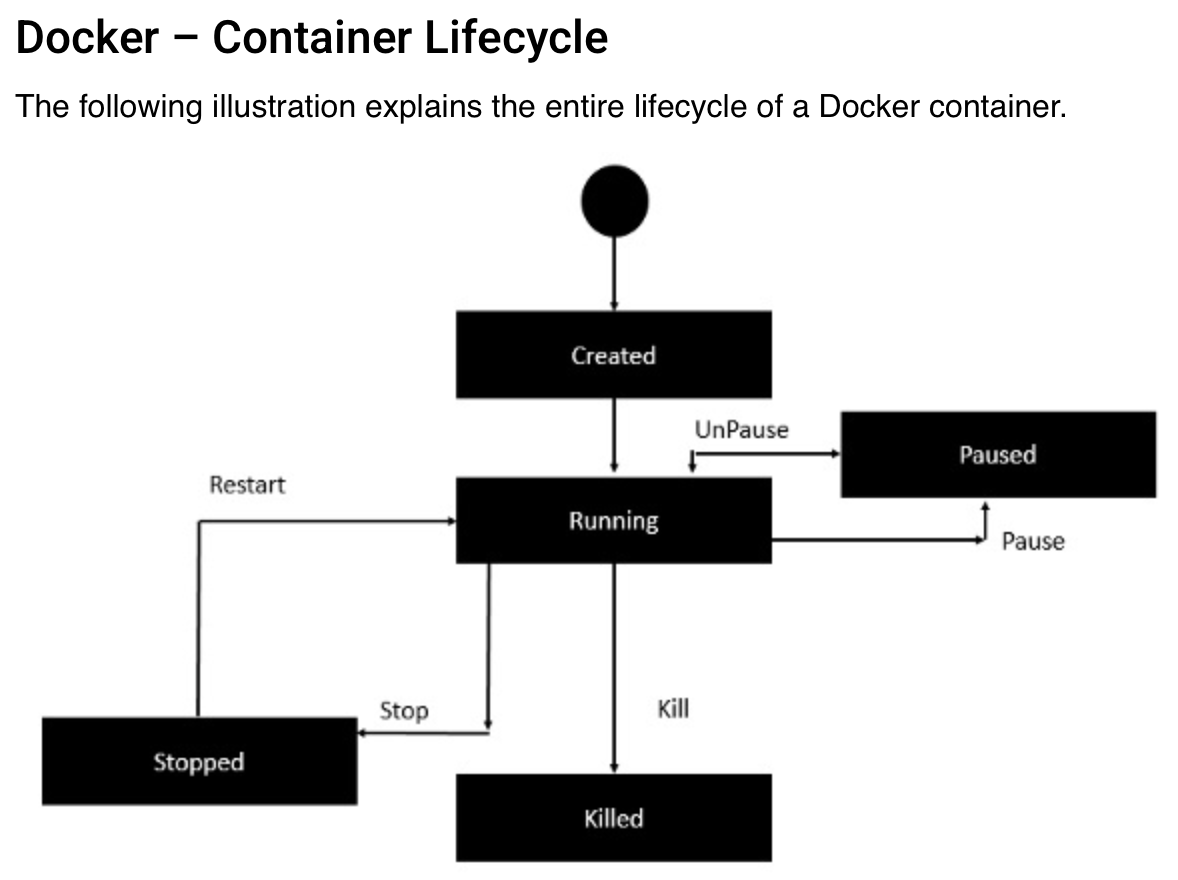 Docker – Container Lifecycle
The following illustration explains the entire lifecycle of a Docker container.
Created
UnPause
Paused
Restart
Running
Pause
Stop
Kill
Stopped
Killed